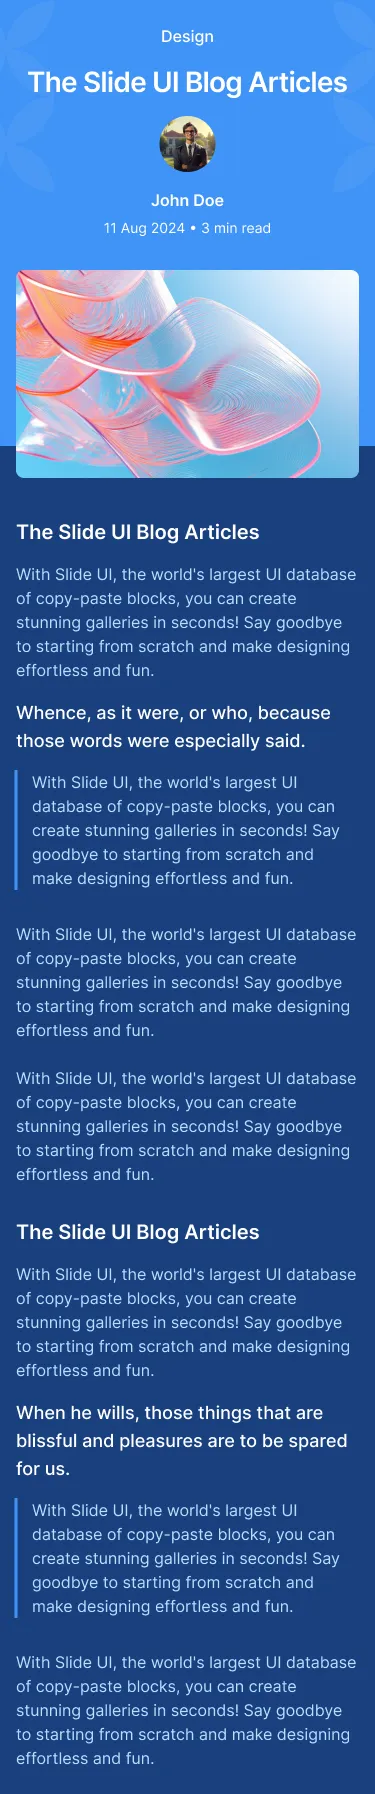 Design
The Slide UI Blog Articles
John Doe
11 Aug 2024 • 3 min read
The Slide UI Blog Articles
With Slide UI, the world's largest UI database
of copy-paste blocks, you can create
stunning galleries in seconds! Say goodbye
to starting from scratch and make designing
effortless and fun.
Whence, as it were, or who, because
those words were especially said.
With Slide UI, the world's largest UI
database of copy-paste blocks, you can
create stunning galleries in seconds! Say
goodbye to starting from scratch and
make designing effortless and fun.
With Slide UI, the world's largest UI database
of copy-paste blocks, you can create
stunning galleries in seconds! Say goodbye
to starting from scratch and make designing
effortless and fun.
With Slide UI, the world's largest UI database
of copy-paste blocks, you can create
stunning galleries in seconds! Say goodbye
to starting from scratch and make designing
effortless and fun.
The Slide UI Blog Articles
With Slide UI, the world's largest UI database
of copy-paste blocks, you can create
stunning galleries in seconds! Say goodbye
to starting from scratch and make designing
effortless and fun.
When he wills, those things that are
blissful and pleasures are to be spared
for us.
With Slide UI, the world's largest UI
database of copy-paste blocks, you can
create stunning galleries in seconds! Say
goodbye to starting from scratch and
make designing effortless and fun.
With Slide UI, the world's largest UI database
of copy-paste blocks, you can create
stunning galleries in seconds! Say goodbye
to starting from scratch and make designing
effortless and fun.